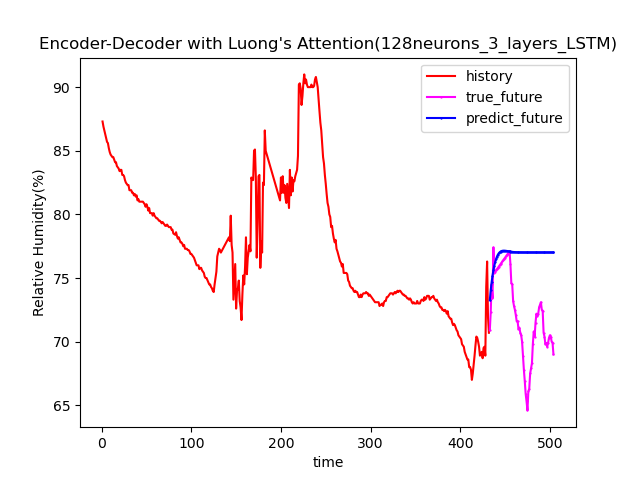 Encoder-Decoder with Luong's Attention(128neurons_3_layers_LSTM)
history
true_future
predict_future
Relative Humidity(%)
90
85
80
75
70
65
0 100 200 300 400 500
time